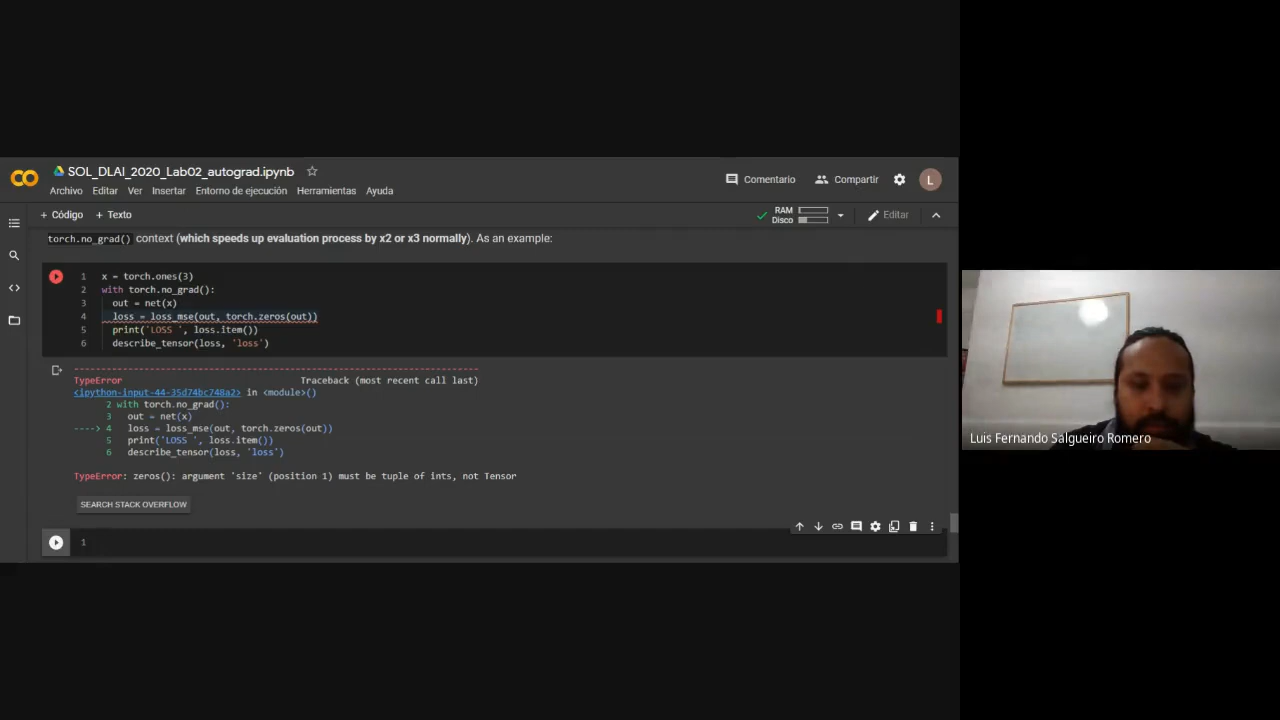 SOL_DLAI_2020_Lab02_autograd.ipynb
Archivo Editar Ver Insertar Entorno de ejecución Herramientas Ayuda
Comentario Compartir L
+ Código + Texto
RAM
Disco
Editar
torch.no_grad() context (which speeds up evaluation process by x2 or x3 normally). As an example:
1 x = torch.ones(3)
2 with torch.no_grad():
3 out = net(x)
4 loss = loss_mse(out, torch.zeros(out))
5 print('LOSS ', loss.item())
6 describe_tensor(loss, 'loss')
---------------------------------------------------------------------------
TypeError Traceback (most recent call last)
<ipython-input-44-35d74bc748a2> in <module>()
2 with torch.no_grad():
3 out = net(x)
----> 4 loss = loss_mse(out, torch.zeros(out))
5 print('LOSS ', loss.item())
6 describe_tensor(loss, 'loss')
TypeError: zeros(): argument 'size' (position 1) must be tuple of ints, not Tensor
SEARCH STACK OVERFLOW
1
Luis Fernando Salgueiro Romero